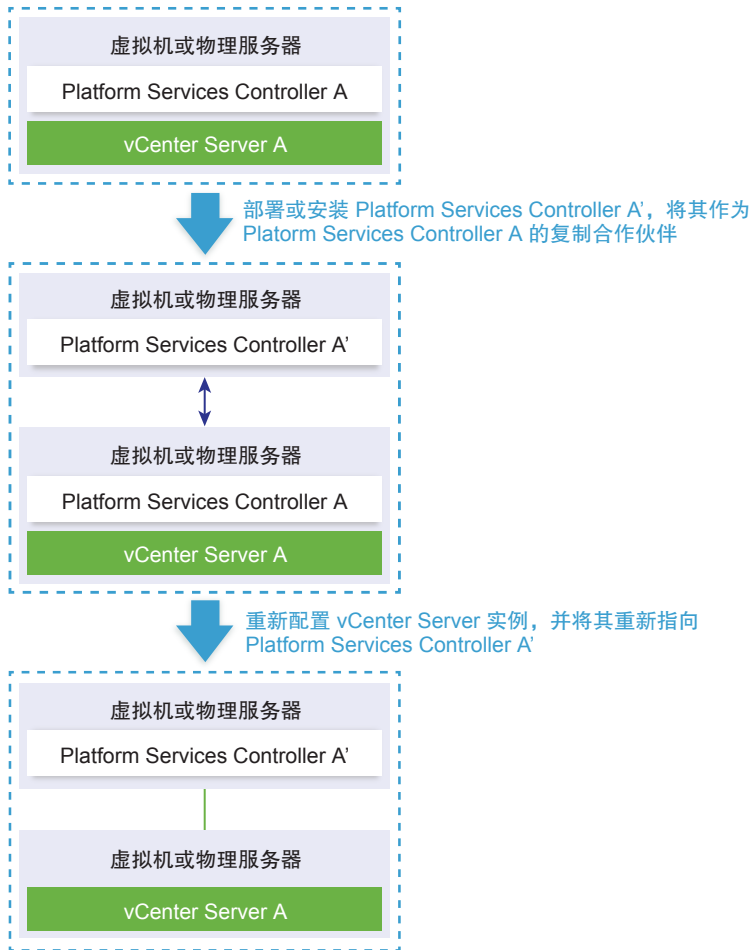 虚拟机或物理服务器
Platform Services Controller A
vCenter Server A
部署或安装 Platform Services Controller A’，将其作为
Platorm Services Controller A 的复制合作伙伴
虚拟机或物理服务器
Platform Services Controller A’
虚拟机或物理服务器
Platform Services Controller A
vCenter Server A
重新配置 vCenter Server 实例，并将其重新指向
Platform Services Controller A’
虚拟机或物理服务器
Platform Services Controller A’
虚拟机或物理服务器
vCenter Server A